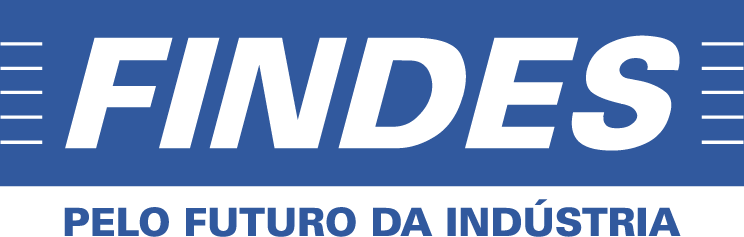 FINDES
PELO FUTURO DA INDÚSTRIA